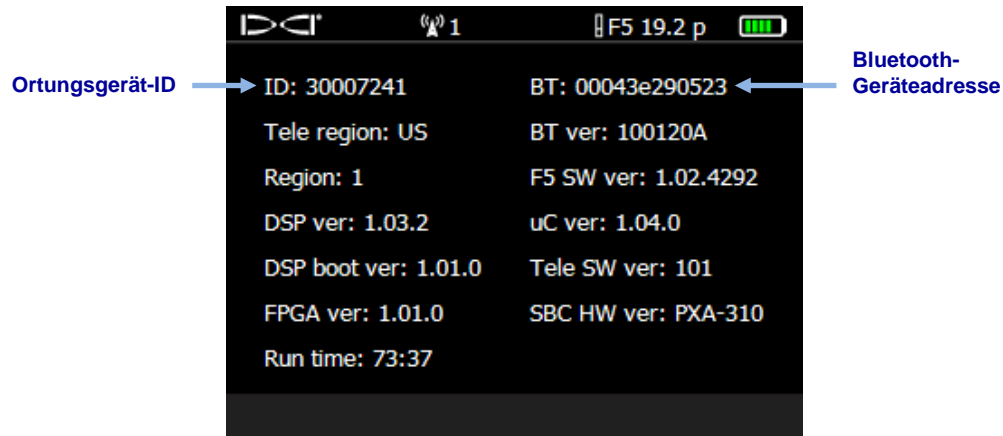 DCI
1
F5 19.2 p
Ortungsgerät-ID
ID: 30007241
BT: 00043e290523
Bluetooth-
Geräteadresse
Tele region: US
BT ver: 100120A
Region: 1
F5 SW ver: 1.02.4292
DSP ver: 1.03.2
uC ver: 1.04.0
DSP boot ver: 1.01.0
Tele SW ver: 101
FPGA ver: 1.01.0
SBC HW ver: PXA-310
Run time: 73:37